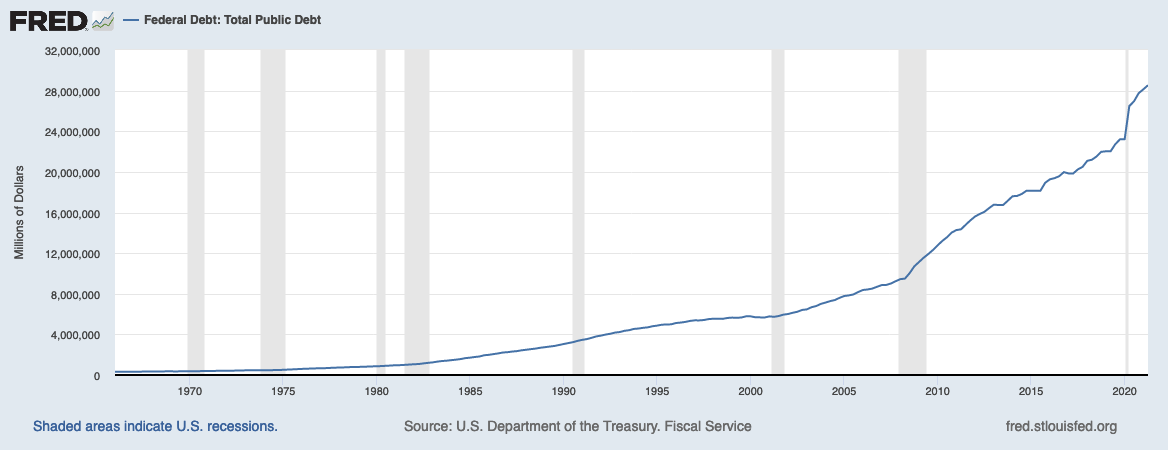 FRED Federal Debt: Total Public Debt
32,000,000
28,000,000
24,000,000
20,000,000
16,000,000
12,000,000
8,000,000
4,000,000
0
Millions of Dollars
1970 1975 1980 1985 1990 1995 2000 2005 2010 2015 2020
Shaded areas indicate U.S. recessions. Source: U.S. Department of the Treasury. Fiscal Service fred.stlouisfed.org